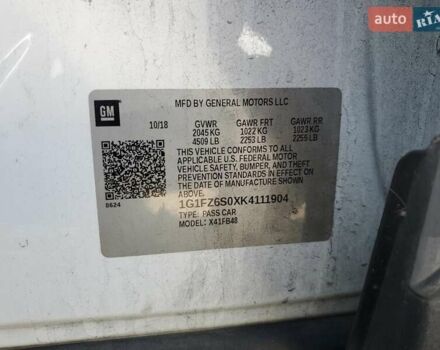 AUTO
RIA
GM
MFD BY GENERAL MOTORS LLC
10/18 GVWR GAWR FRT GAWR RR
2045 KG 1022 KG 1023 KG
4509 LB 2253 LB 2255 LB
THIS VEHICLE CONFORMS TO ALL
APPLICABLE U.S. FEDERAL MOTOR
VEHICLE SAFETY, BUMPER, AND THEFT
PREVENTION STANDARDS IN EFFECT ON
THE DATE OF MANUFACTURE SHOWN
ABOVE.
8624
1G1FZ6S0XK4111904
TYPE: PASS CAR
MODEL: X41FB48